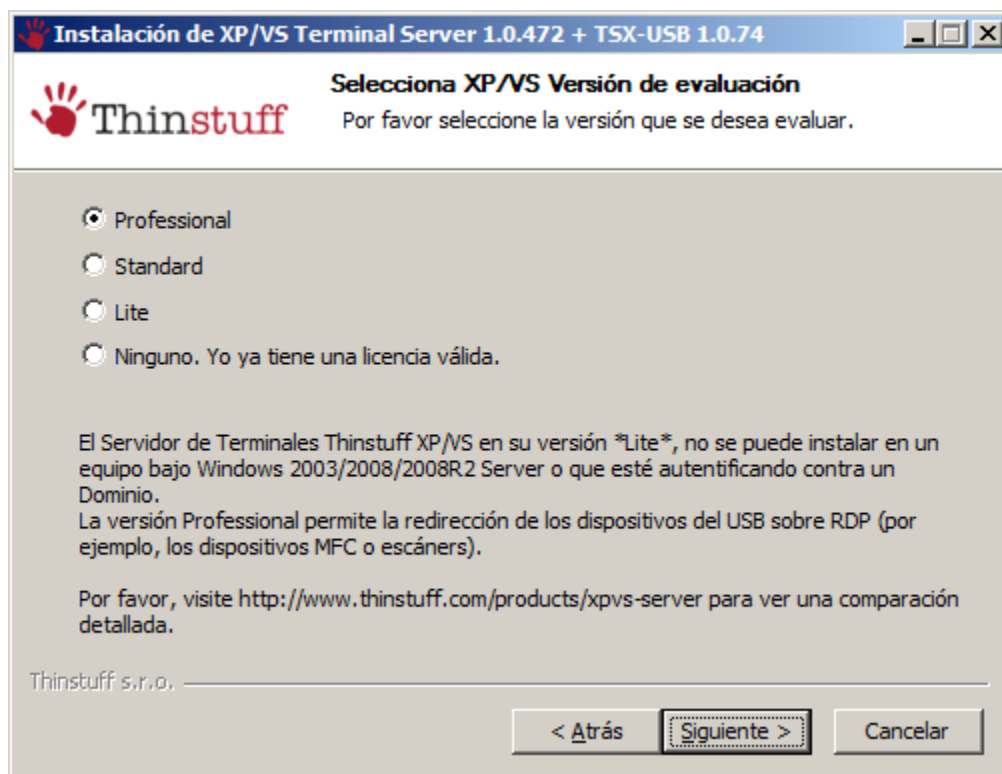 Instalación de XP/VS Terminal Server 1.0.472 + TSX-USB 1.0.74
Thinstuff
Selecciona XP/VS Versión de evaluación
Por favor seleccione la versión que se desea evaluar.
Professional
Standard
Lite
Ninguno. Yo ya tiene una licencia válida.
El Servidor de Terminales Thinstuff XP/VS en su versión *Lite*, no se puede instalar en un
equipo bajo Windows 2003/2008/2008R2 Server o que esté autentificando contra un
Dominio.
La versión Professional permite la redirección de los dispositivos del USB sobre RDP (por
ejemplo, los dispositivos MFC o escáners).
Por favor, visite http://www.thinstuff.com/products/xpvs-server para ver una comparación
detallada.
Thinstuff s.r.o.
< Atrás
Siguiente >
Cancelar